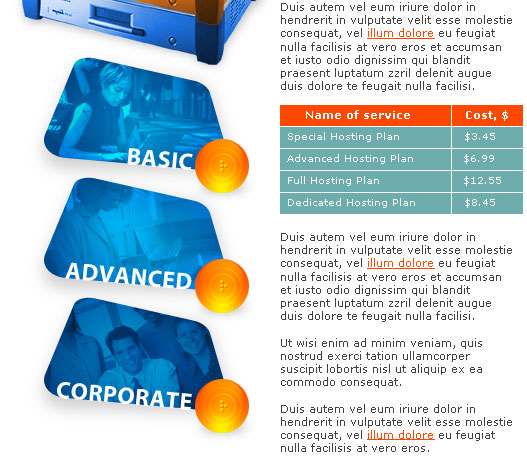 BASIC
ADVANCED
CORPORATE
Duis autem vel eum iriure dolor in
hendrerit in vulputate velit esse molestie
consequat, vel illum dolore eu feugiat
nulla facilisis at vero eros et accumsan
et iusto odio dignissim qui blandit
praesent luptatum zzril delenit augue
duis dolore te feugait nulla facilisi.
Name of service Cost, $
Special Hosting Plan $3.45
Advanced Hosting Plan $6.99
Full Hosting Plan $12.55
Dedicated Hosting Plan $8.45
Duis autem vel eum iriure dolor in
hendrerit in vulputate velit esse molestie
consequat, vel illum dolore eu feugiat
nulla facilisis at vero eros et accumsan
et iusto odio dignissim qui blandit
praesent luptatum zzril delenit augue
duis dolore te feugait nulla facilisi.
Ut wisi enim ad minim veniam, quis
nostrud exerci tation ullamcorper
suscipit lobortis nisl ut aliquip ex ea
commodo consequat.
Duis autem vel eum iriure dolor in
hendrerit in vulputate velit esse molestie
consequat, vel illum dolore eu feugiat
nulla facilisis at vero eros.